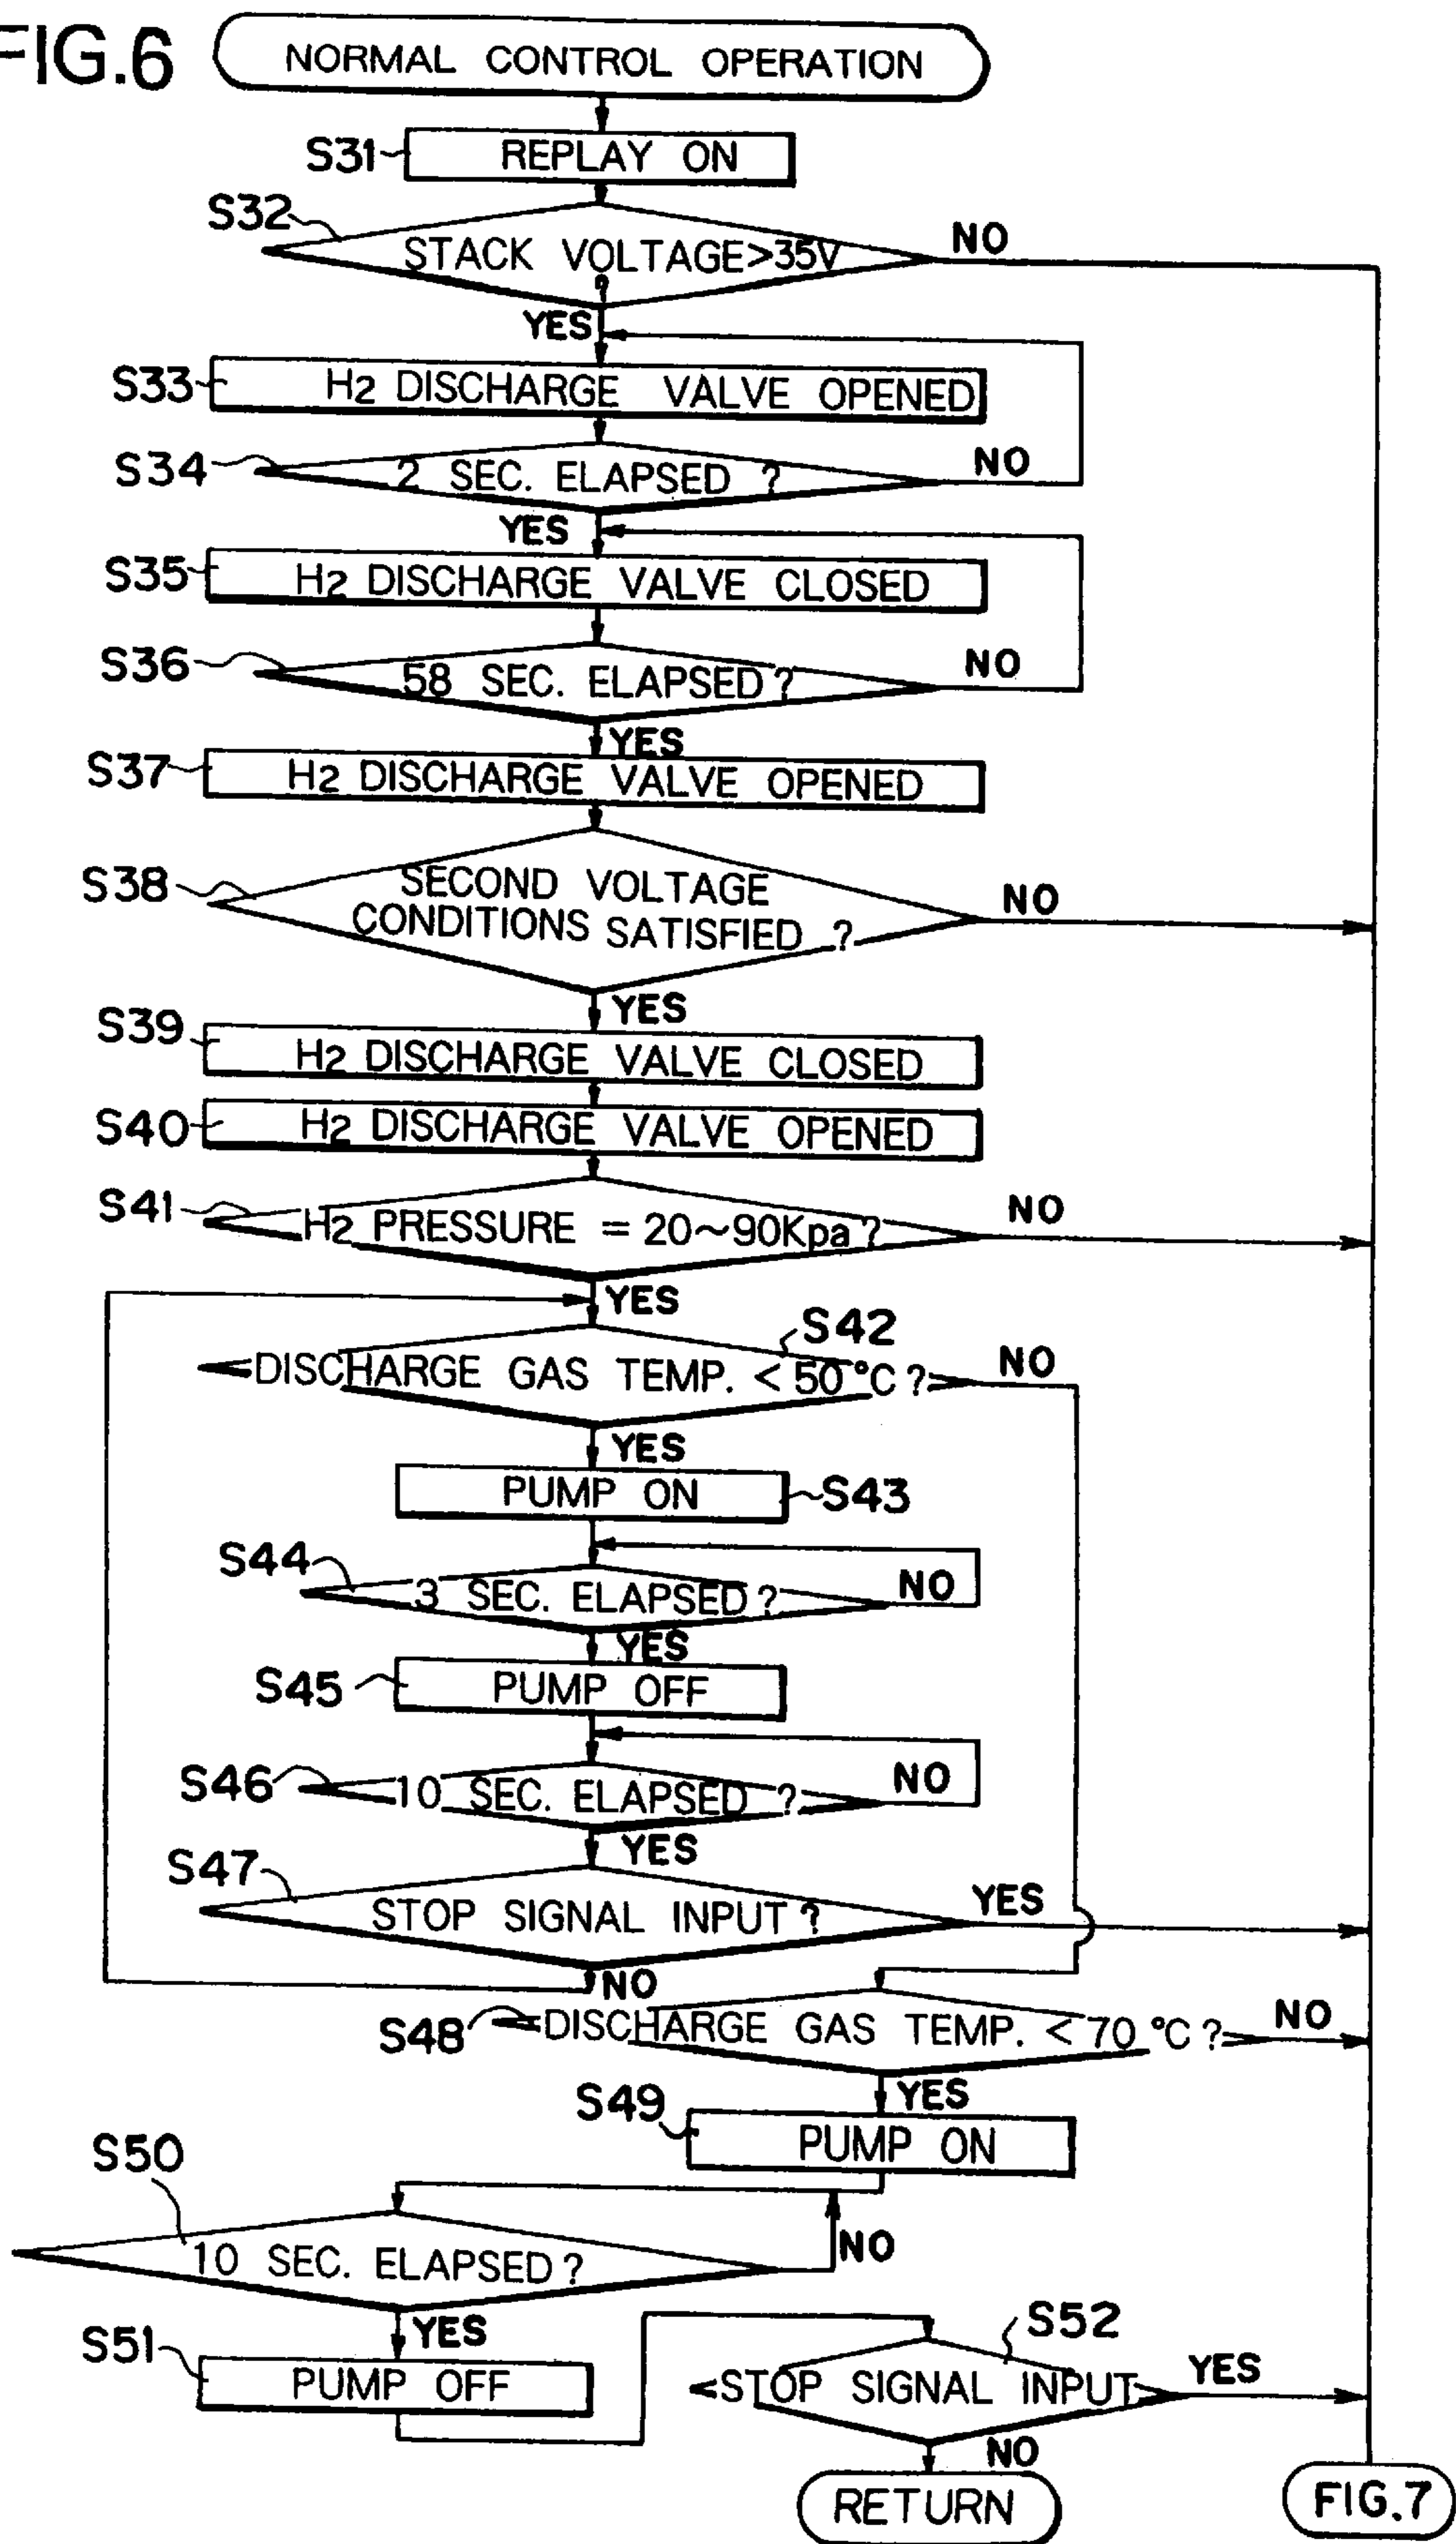 FIG.6
NORMAL CONTROL OPERATION
S31
REPLAY ON
S32
STACK VOLTAGE>35V
?
NO
YES
S33
H2 DISCHARGE VALVE OPENED
S34
2 SEC. ELAPSED ?
NO
YES
S35
H2 DISCHARGE VALVE CLOSED
S36
58 SEC. ELAPSED ?
NO
YES
S37
H2 DISCHARGE VALVE OPENED
S38
SECOND VOLTAGE
CONDITIONS SATISFIED ?
NO
YES
S39
H2 DISCHARGE VALVE CLOSED
S40
H2 DISCHARGE VALVE OPENED
S41
H2 PRESSURE = 20~90Kpa ?
NO
YES
S42
DISCHARGE GAS TEMP. < 50 °C ?
NO
YES
PUMP ON
S43
S44
3 SEC. ELAPSED ?
NO
YES
S45
PUMP OFF
S46
10 SEC. ELAPSED ?
NO
YES
S47
STOP SIGNAL INPUT ?
YES
NO
S48
DISCHARGE GAS TEMP. < 70 °C ?
NO
YES
S49
PUMP ON
S50
10 SEC. ELAPSED ?
NO
YES
S51
PUMP OFF
S52
STOP SIGNAL INPUT
YES
NO
RETURN
FIG.7